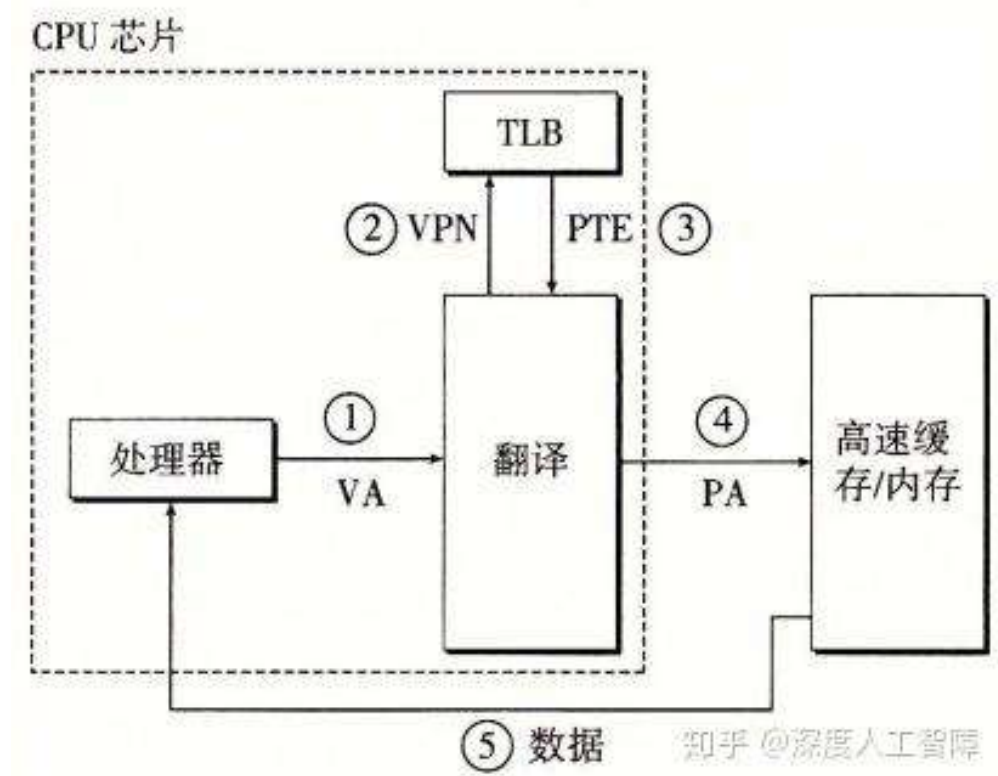 CPU 芯片
TLB
② VPN
PTE ③
处理器
①
VA
翻译
④
PA
高速缓
存/内存
⑤ 数据
知乎 @深度人工智障